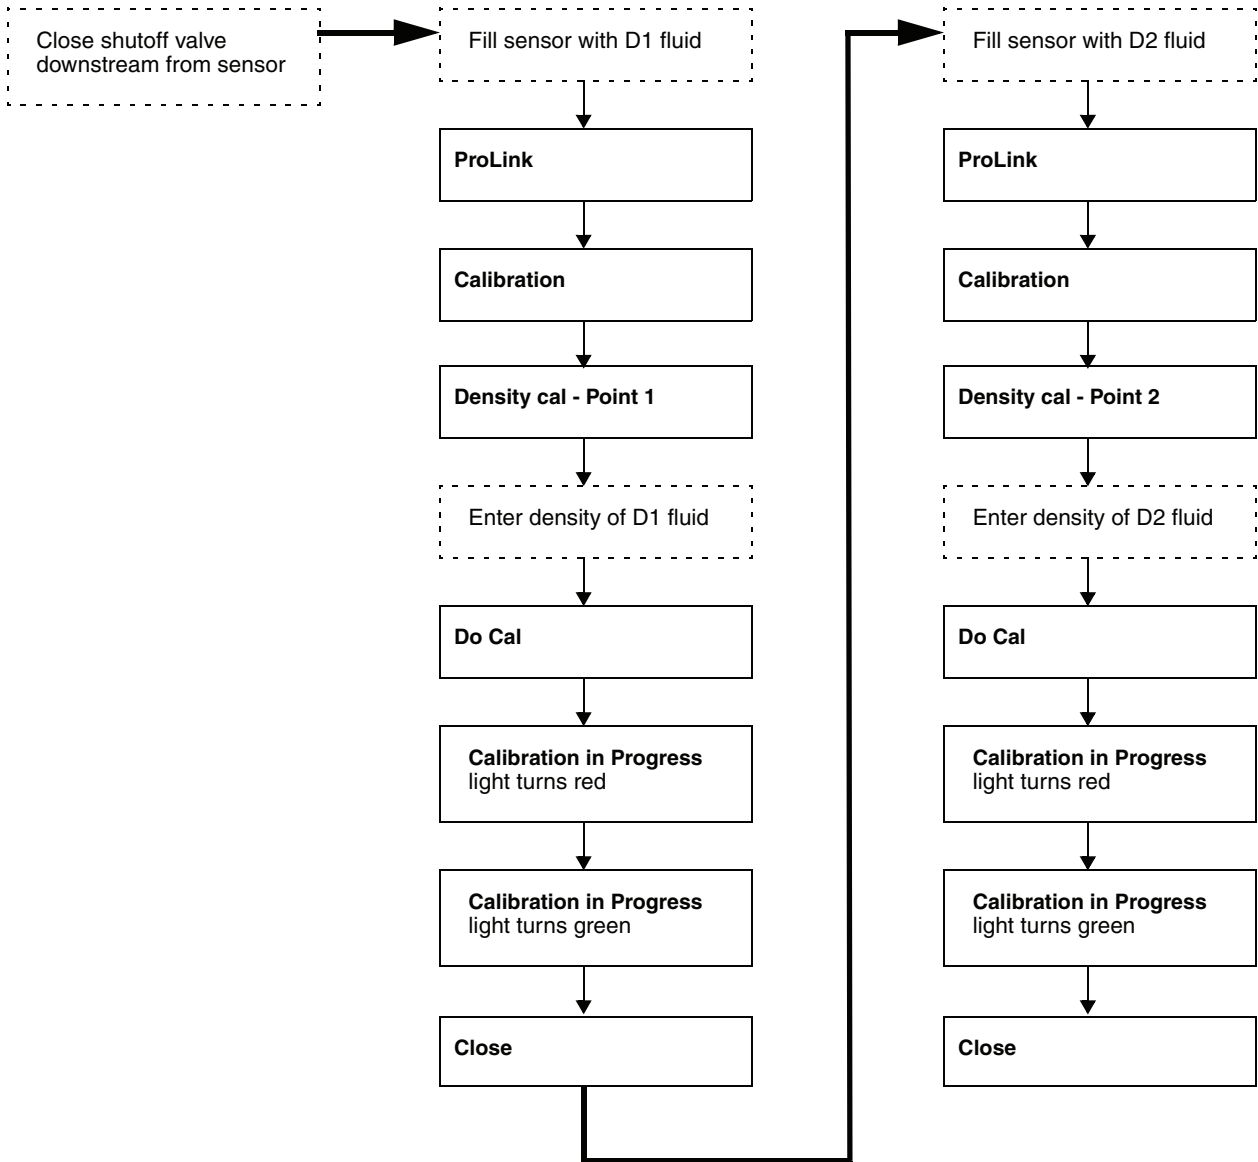 Close shutoff valve
downstream from sensor
Fill sensor with D1 fluid
ProLink
Calibration
Density cal - Point 1
Enter density of D1 fluid
Do Cal
Calibration in Progress
light turns red
Calibration in Progress
light turns green
Close
Fill sensor with D2 fluid
ProLink
Calibration
Density cal - Point 2
Enter density of D2 fluid
Do Cal
Calibration in Progress
light turns red
Calibration in Progress
light turns green
Close